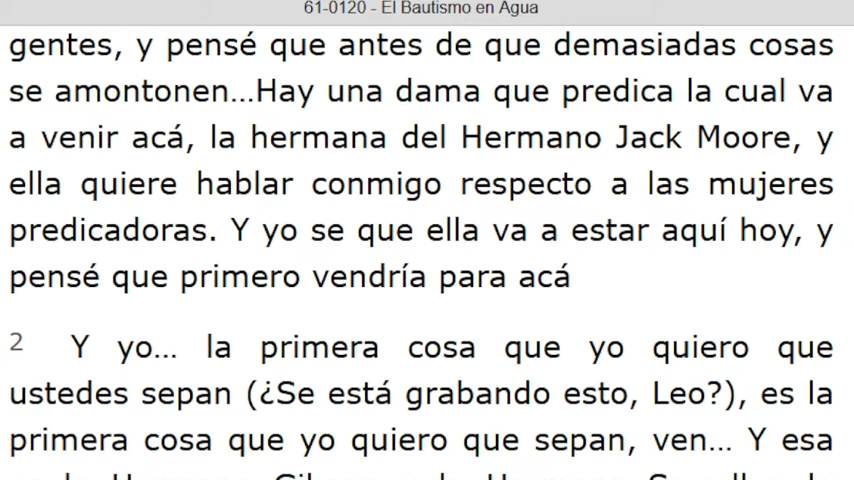 61-0120 - El Bautismo en Agua
gentes, y pensé que antes de que demasiadas cosas
se amontonen...Hay una dama que predica la cual va
a venir acá, la hermana del Hermano Jack Moore, y
ella quiere hablar conmigo respecto a las mujeres
predicadoras. Y yo se que ella va a estar aquí hoy, y
pensé que primero vendría para acá
2 Y yo... la primera cosa que yo quiero que
ustedes sepan (¿Se está grabando esto, Leo?), es la
primera cosa que yo quiero que sepan, ven... Y esa